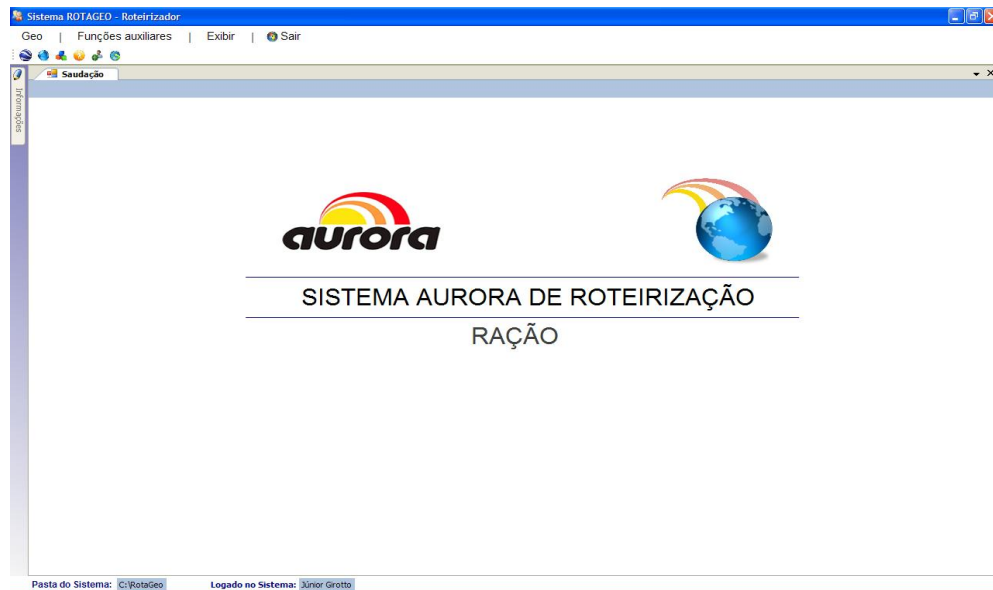 Sistema ROTAGEO - Roteirizador
Geo | Funções auxiliares | Exibir | Sair
Saudação
Informações
aurora
SISTEMA AURORA DE ROTEIRIZAÇÃO
RAÇÃO
Pasta do Sistema: C:\RotaGeo Logado no Sistema: Júnior Girotto